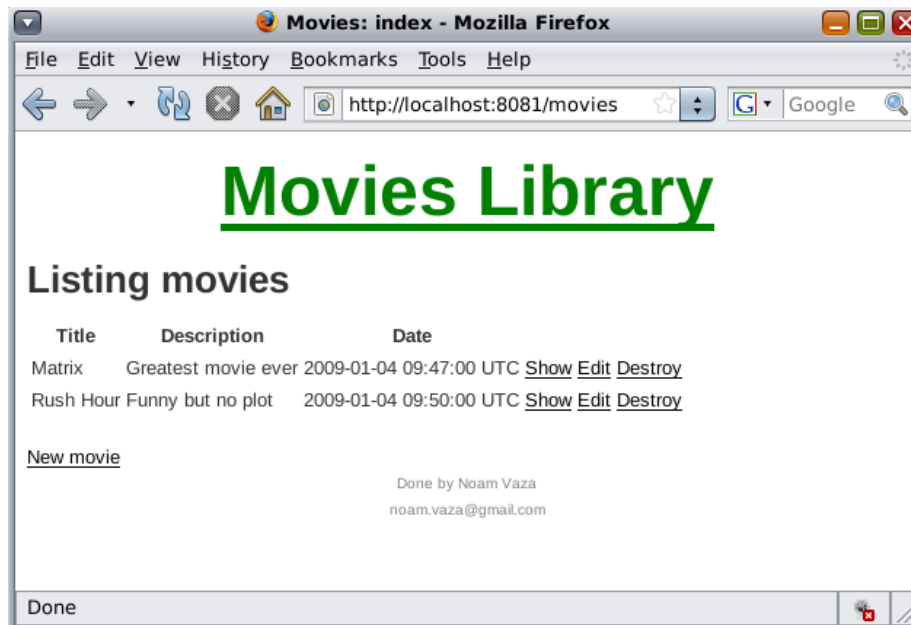 Movies: index - Mozilla Firefox
File Edit View History Bookmarks Tools Help
http://localhost:8081/movies G Google
Movies Library
Listing movies
Title Description Date
Matrix Greatest movie ever 2009-01-04 09:47:00 UTC Show Edit Destroy
Rush Hour Funny but no plot 2009-01-04 09:50:00 UTC Show Edit Destroy
New movie
Done by Noam Vaza
noam.vaza@gmail.com
Done